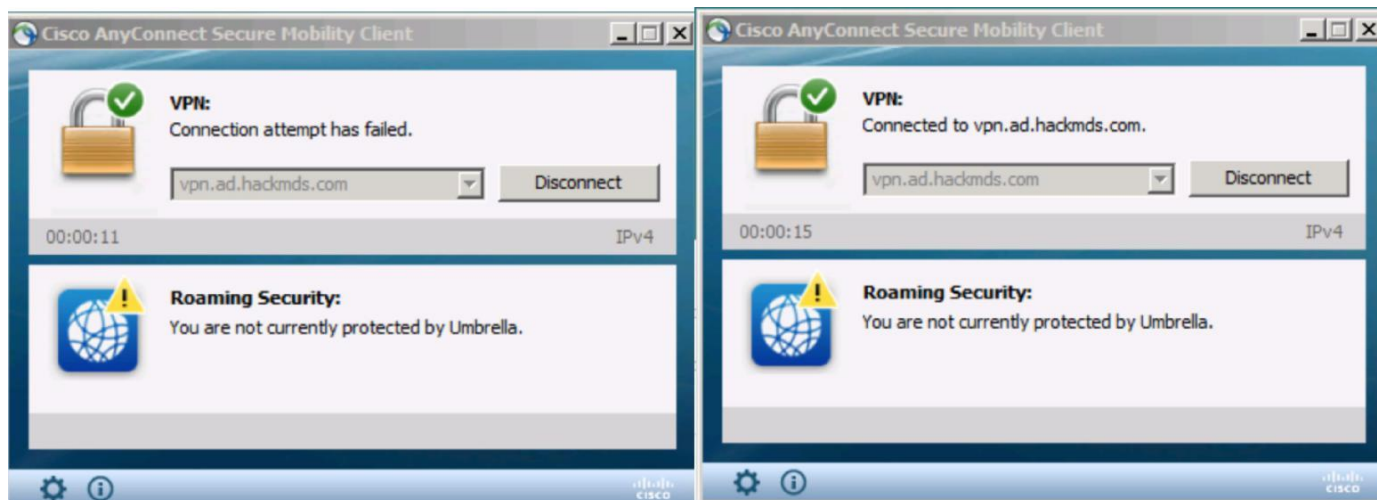 Cisco AnyConnect Secure Mobility Client
VPN:
Connection attempt has failed.
vpn.ad.hackmds.com
Disconnect
00:00:11
IPv4
Roaming Security:
You are not currently protected by Umbrella.
cisco
Cisco AnyConnect Secure Mobility Client
VPN:
Connected to vpn.ad.hackmds.com.
vpn.ad.hackmds.com
Disconnect
00:00:15
IPv4
Roaming Security:
You are not currently protected by Umbrella.
cisco